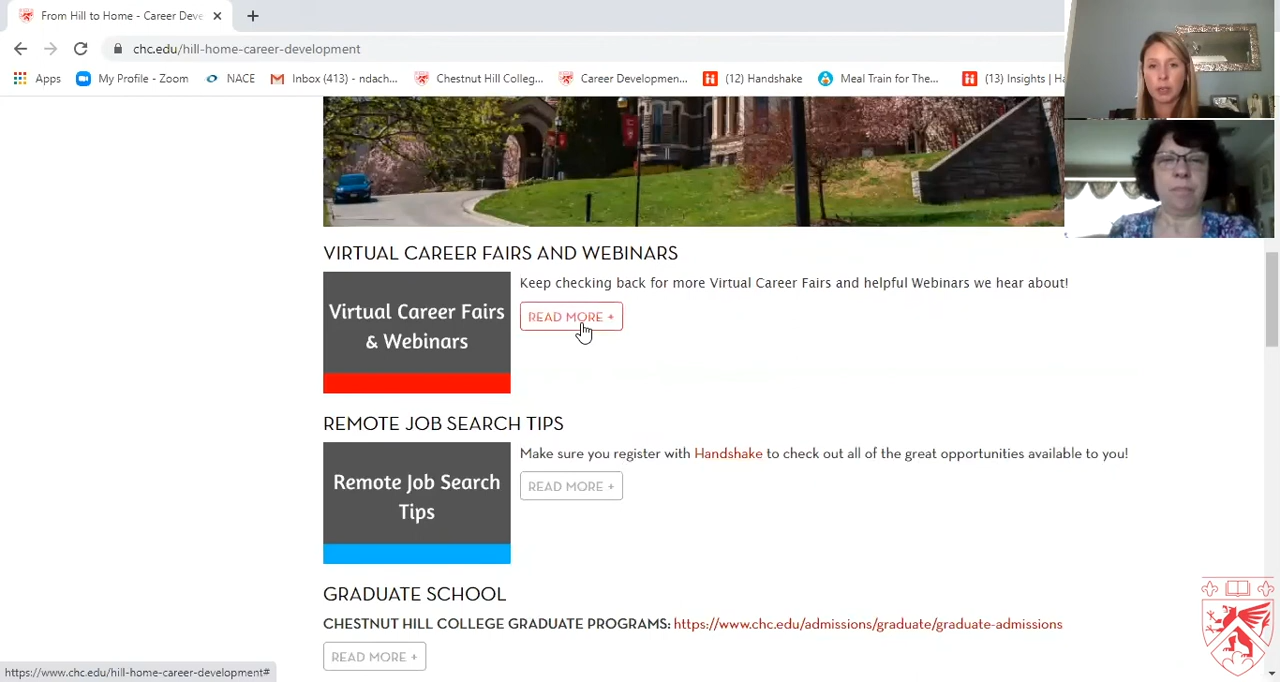 From Hill to Home - Career Deve
chc.edu/hill-home-career-development
Apps
My Profile - Zoom
NACE
Inbox (413) - ndach...
Chestnut Hill Colleg...
Career Developmen...
(12) Handshake
Meal Train for The...
(13) Insights | Ha
VIRTUAL CAREER FAIRS AND WEBINARS
Virtual Career Fairs
& Webinars
Keep checking back for more Virtual Career Fairs and helpful Webinars we hear about!
READ MORE +
REMOTE JOB SEARCH TIPS
Remote Job Search
Tips
Make sure you register with Handshake to check out all of the great opportunities available to you!
READ MORE +
GRADUATE SCHOOL
CHESTNUT HILL COLLEGE GRADUATE PROGRAMS: https://www.chc.edu/admissions/graduate/graduate-admissions
READ MORE +
https://www.chc.edu/hill-home-career-development#